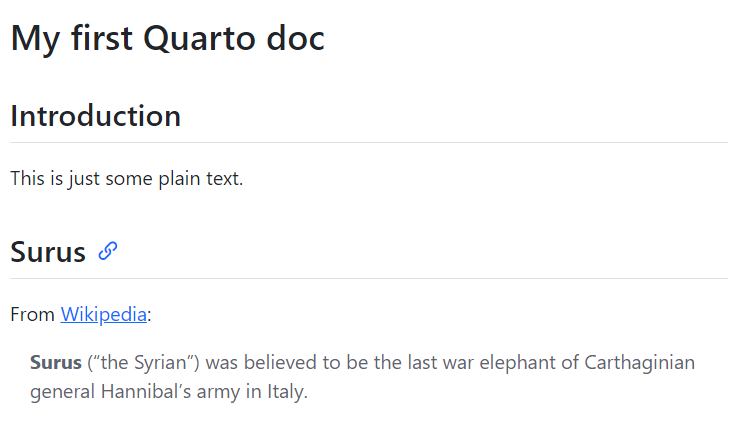 My first Quarto doc
Introduction
This is just some plain text.
Surus
From Wikipedia:
Surus (“the Syrian”) was believed to be the last war elephant of Carthaginian
general Hannibal’s army in Italy.